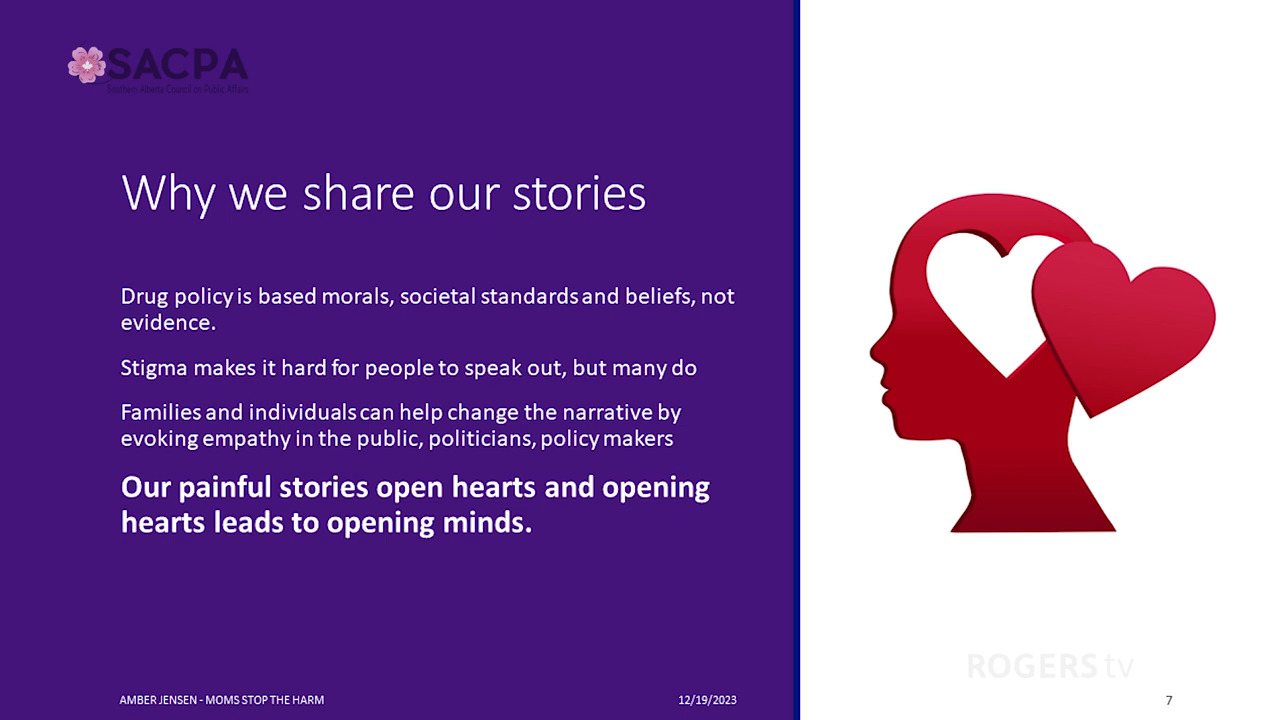 SACPA
Southern Alberta Council on Public Affairs
Why we share our stories
Drug policy is based morals, societal standards and beliefs, not
evidence.
Stigma makes it hard for people to speak out, but many do
Families and individuals can help change the narrative by
evoking empathy in the public, politicians, policy makers
Our painful stories open hearts and opening
hearts leads to opening minds.
ROGERS tv
AMBER JENSEN - MOMS STOP THE HARM
12/19/2023
7